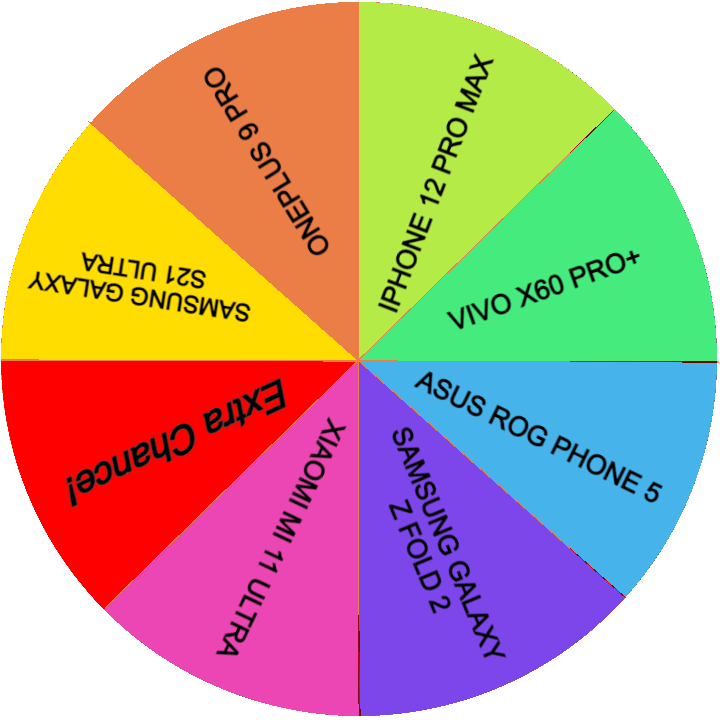 IPHONE 12 PRO MAX
VIVO X60 PRO+
ASUS ROG PHONE 5
SAMSUNG GALAXY
Z FOLD 2
XIAOMI MI 11 ULTRA
Extra Chance!
SAMSUNG GALAXY
S21 ULTRA
ONEPLUS 9 PRO